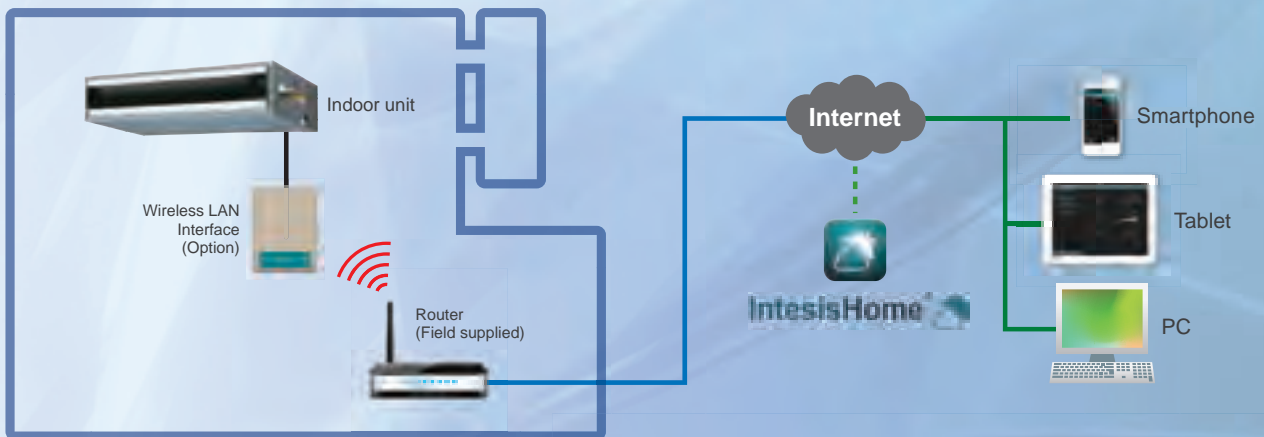 Indoor unit
Wireless LAN
Interface
(Option)
Router
(Field supplied)
Internet
IntesisHome
Smartphone
Tablet
PC